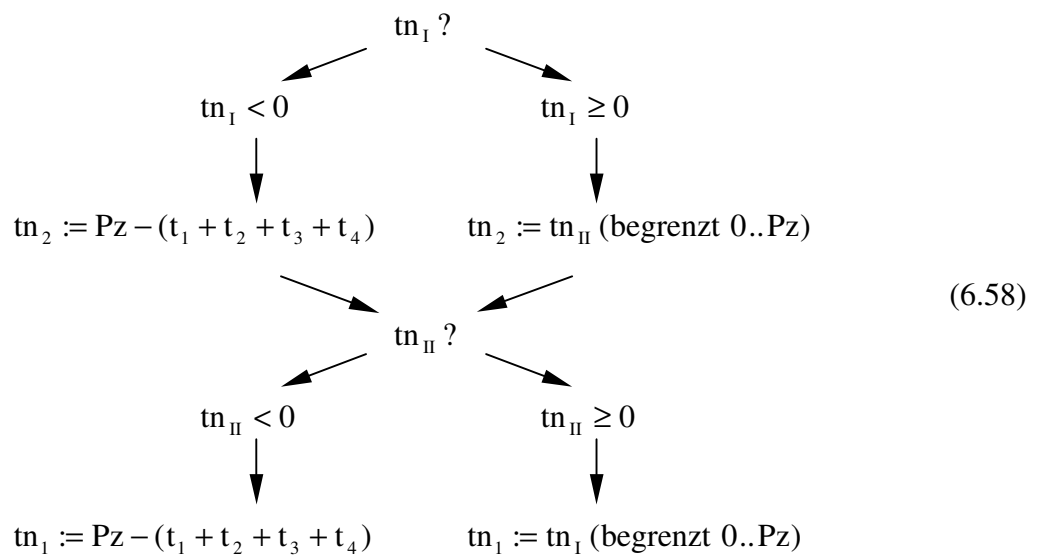 tn_I ?
tn_I < 0 tn_I ≥ 0
tn_2 := Pz − (t_1 + t_2 + t_3 + t_4) tn_2 := tn_II (begrenzt 0..Pz)
(6.58)
tn_II ?
tn_II < 0 tn_II ≥ 0
tn_1 := Pz − (t_1 + t_2 + t_3 + t_4) tn_1 := tn_I (begrenzt 0..Pz)